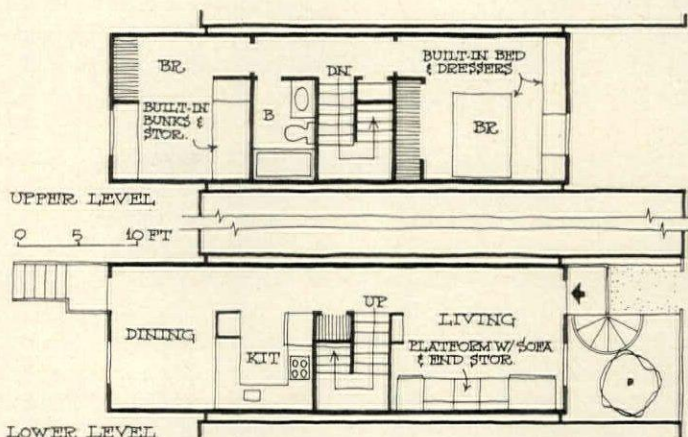 BR
BUILT-IN
BUNKS &
STOR.
B
DN
BUILT-IN BED
& DRESSERS
BR
UPPER LEVEL
0 5 10 FT
DINING
KIT
UP
LIVING
PLATFORM W/ SOFA
& END STOR.
P
LOWER LEVEL